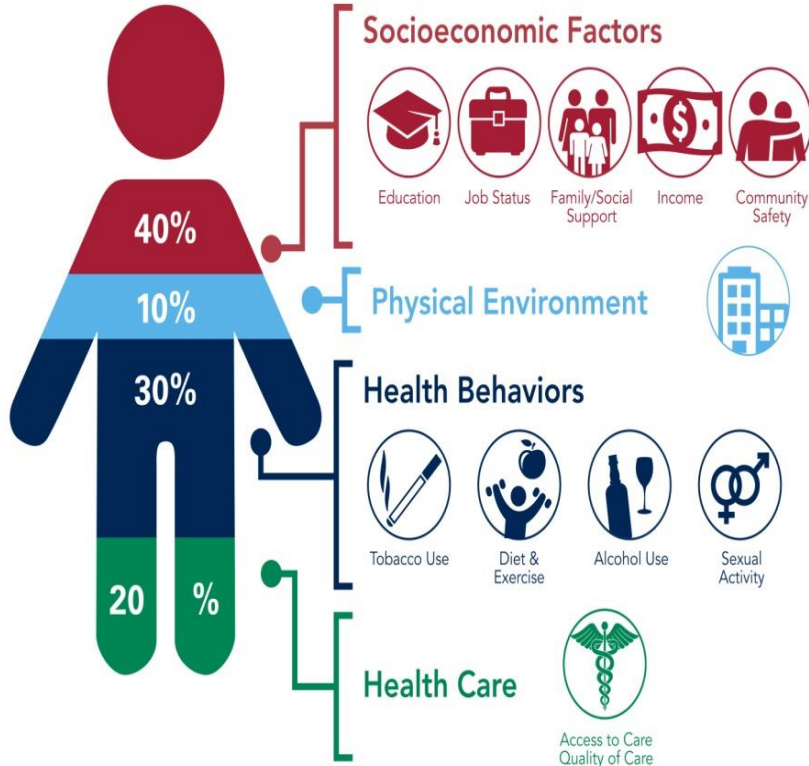 Socioeconomic Factors
$
Education
Job Status
Family/Social
Support
Income
Community
Safety
40%
10%
Physical Environment
30%
Health Behaviors
Tobacco Use
Diet &
Exercise
Alcohol Use
Sexual
Activity
20 %
Health Care
Access to Care
Quality of Care